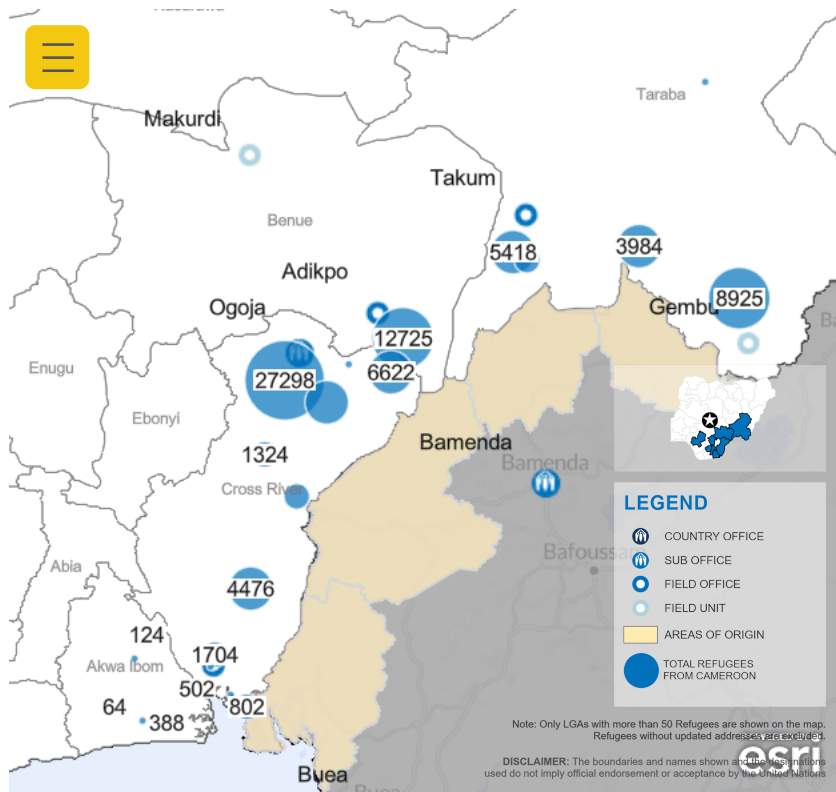 Taraba
Makurdi
Takum
Benue
5418
3984
Adikpo
8925
Ogoja
Gembu
12725
Enugu
27298
6622
Ebonyi
1324
Bamenda
Bamenda
Cross River
Bafoussam
Abia
4476
124
1704
Akwa Ibom
502
64
802
388
Buea
LEGEND
COUNTRY OFFICE
SUB OFFICE
FIELD OFFICE
FIELD UNIT
AREAS OF ORIGIN
TOTAL REFUGEES
FROM CAMEROON
Note: Only LGAs with more than 50 Refugees are shown on the map.
Refugees without updated addresses are excluded.
esri
DISCLAIMER: The boundaries and names shown and the designations
used do not imply official endorsement or acceptance by the United Nations